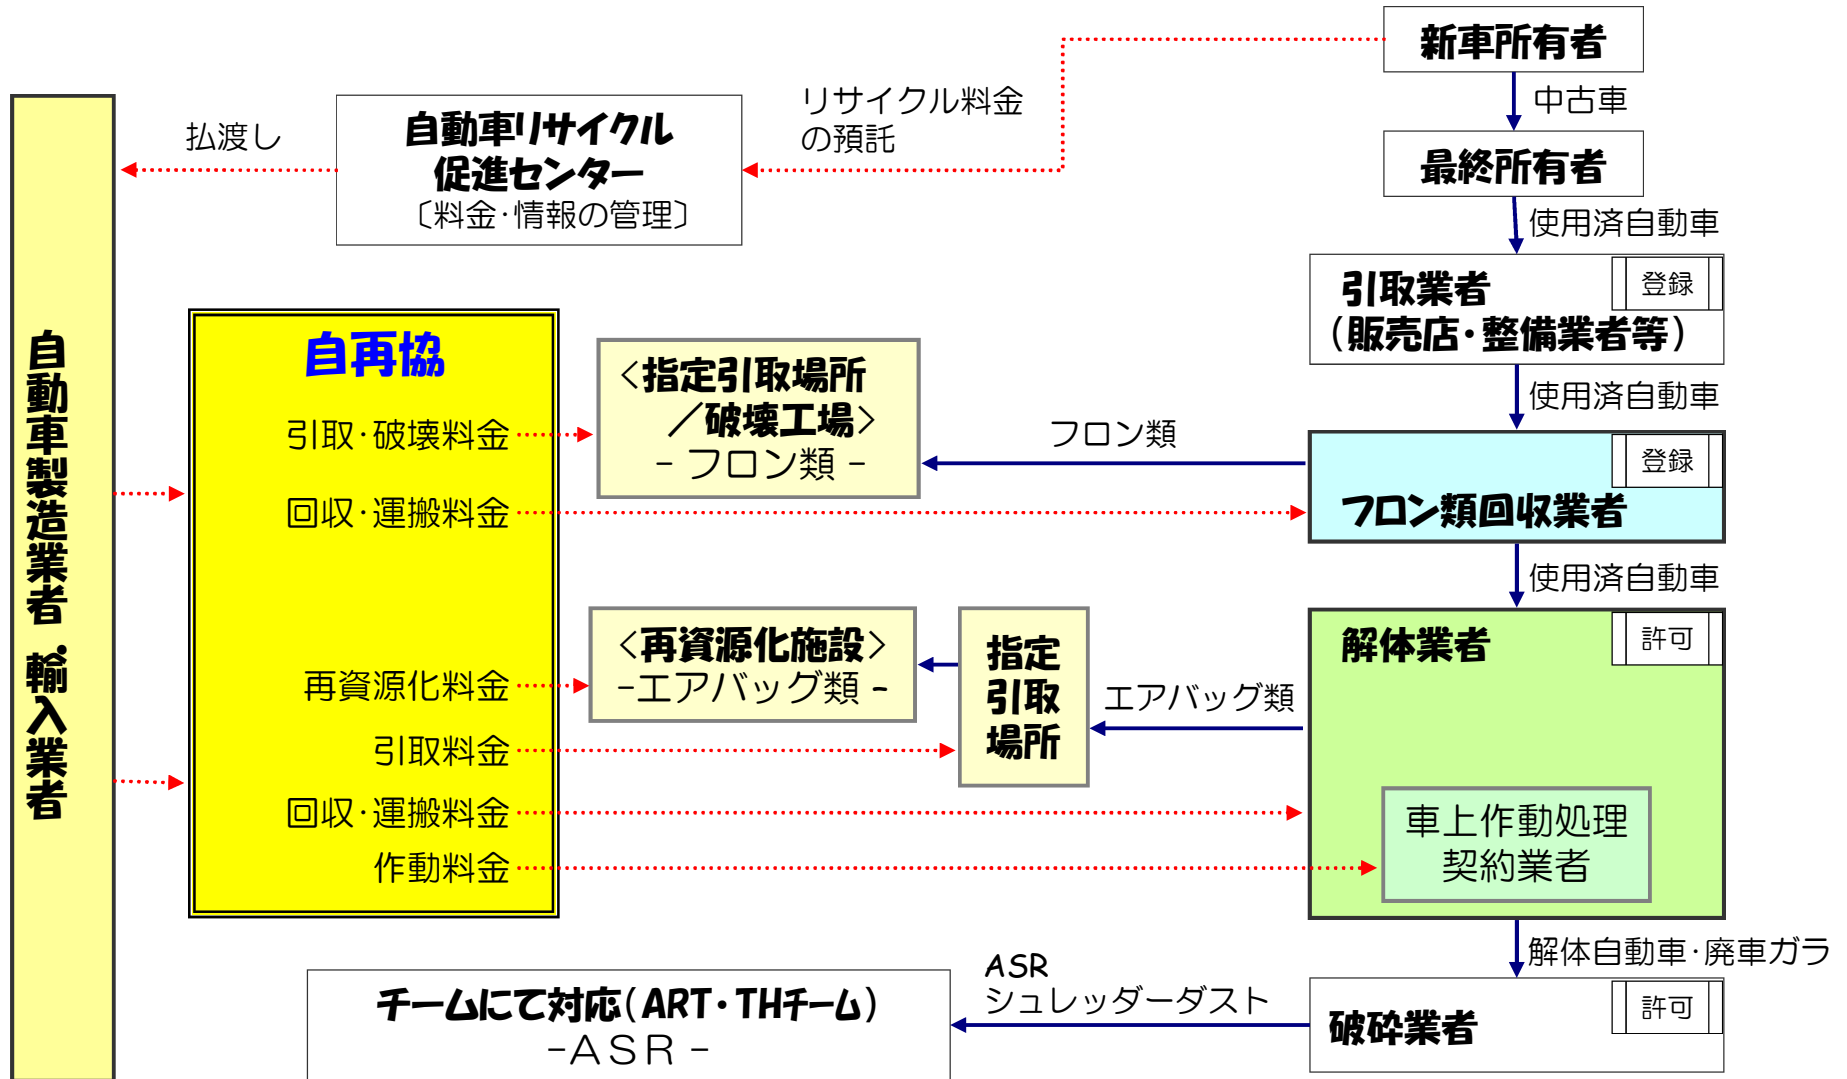 新車所有者
中古車
リサイクル料金
の預託
払渡し
自動車リサイクル
促進センター
〔料金・情報の管理〕
最終所有者
使用済自動車
引取業者
（販売店・整備業者等）
登録
使用済自動車
自動車製造業者・輸入業者
自再協
引取・破壊料金
回収・運搬料金
再資源化料金
引取料金
回収・運搬料金
作動料金
＜指定引取場所
／破壊工場＞
- フロン類 -
フロン類
登録
フロン類回収業者
使用済自動車
＜再資源化施設＞
-エアバッグ類 -
指定
引取
場所
エアバッグ類
解体業者
許可
車上作動処理
契約業者
解体自動車・廃車ガラ
ASR
シュレッダーダスト
チームにて対応（ART・THチーム）
-ＡＳＲ-
破砕業者
許可